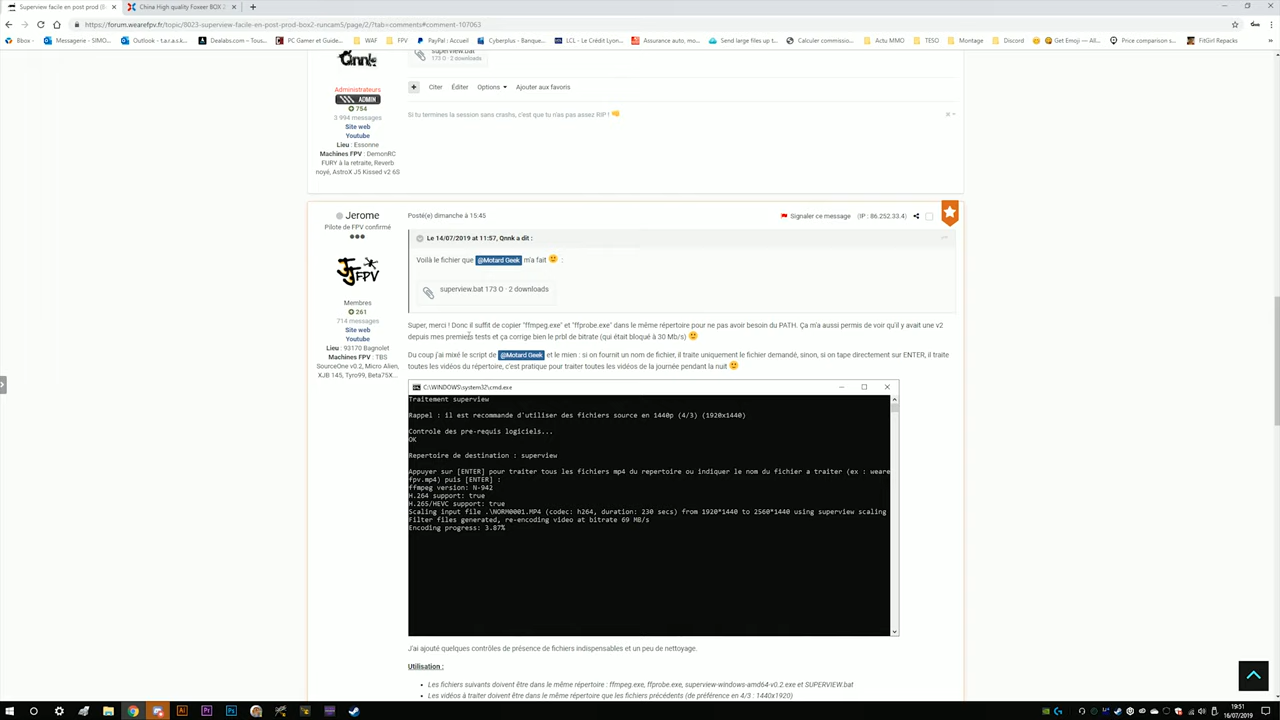 Superview facile en post prod (b
China High quality Foxeer BOX 2
https://forum.wearefpv.fr/topic/8023-superview-facile-en-post-prod-box2-runcam5/page/2/?tab=comments#comment-107063
Bbox - Messagerie - SIMO... Outlook - t.a.r.a.s.k... Dealabs.com – Tous... PC Gamer et Guide... WAF FPV PayPal : Accueil Cyberplus - Banque... LCL - Le Crédit Lyon... Assurance auto, mo... Send large files up t... Calculer commissio... Actu MMO TESO Montage Discord Get Emoji — All... Price comparison s... FitGirl Repacks
superview.bat
173 O · 2 downloads
Qnnk
Administrateurs
ADMIN
754
3 994 messages
Site web
Youtube
Lieu : Essonne
Machines FPV : DemonRC
FURY à la retraite, Reverb
noyé, AstroX J5 Kissed v2 6S
Citer Éditer Options Ajouter aux favoris
Si tu termines la session sans crashs, c'est que tu n'as pas assez RIP !
Jerome
Pilote de FPV confirmé
JJFPV
Membres
261
714 messages
Site web
Youtube
Lieu : 93170 Bagnolet
Machines FPV : TBS
SourceOne v0.2, Micro Alien,
XJB 145, Tyro99, Beta75X...
Posté(e) dimanche à 15:45
Signaler ce message (IP : 86.252.33.4)
Le 14/07/2019 at 11:57, Qnnk a dit :
Voilà le fichier que @Motard Geek m'a fait :
superview.bat 173 O · 2 downloads
Super, merci ! Donc il suffit de copier "ffmpeg.exe" et "ffprobe.exe" dans le même répertoire pour ne pas avoir besoin du PATH. Ça m'a aussi permis de voir qu'il y avait une v2
depuis mes premiers tests et ça corrige bien le prbl de bitrate (qui était bloqué à 30 Mb/s)
Du coup j'ai mixé le script de @Motard Geek et le mien : si on fournit un nom de fichier, il traite uniquement le fichier demandé, sinon, si on tape directement sur ENTER, il traite
toutes les vidéos du répertoire, c'est pratique pour traiter toutes les vidéos de la journée pendant la nuit
C:\WINDOWS\system32\cmd.exe
Traitement superview
Rappel : il est recommande d'utiliser des fichiers source en 1440p (4/3) (1920x1440)
Controle des pre-requis logiciels...
OK
Repertoire de destination : superview
Appuyer sur [ENTER] pour traiter tous les fichiers mp4 du repertoire ou indiquer le nom du fichier a traiter (ex : weare
fpv.mp4) puis [ENTER] :
ffmpeg version: N-942
H.264 support: true
H.265/HEVC support: true
Scaling input file .\NORM0001.MP4 (codec: h264, duration: 230 secs) from 1920*1440 to 2560*1440 using superview scaling
Filter files generated, re-encoding video at bitrate 69 MB/s
Encoding progress: 3.87%
J'ai ajouté quelques contrôles de présence de fichiers indispensables et un peu de nettoyage.
Utilisation :
Les fichiers suivants doivent être dans le même répertoire : ffmpeg.exe, ffprobe.exe, superview-windows-amd64-v0.2.exe et SUPERVIEW.bat
Les vidéos à traiter doivent être dans le même répertoire que les fichiers précédents (de préférence en 4/3 : 1440x1920)
19:51
16/07/2019